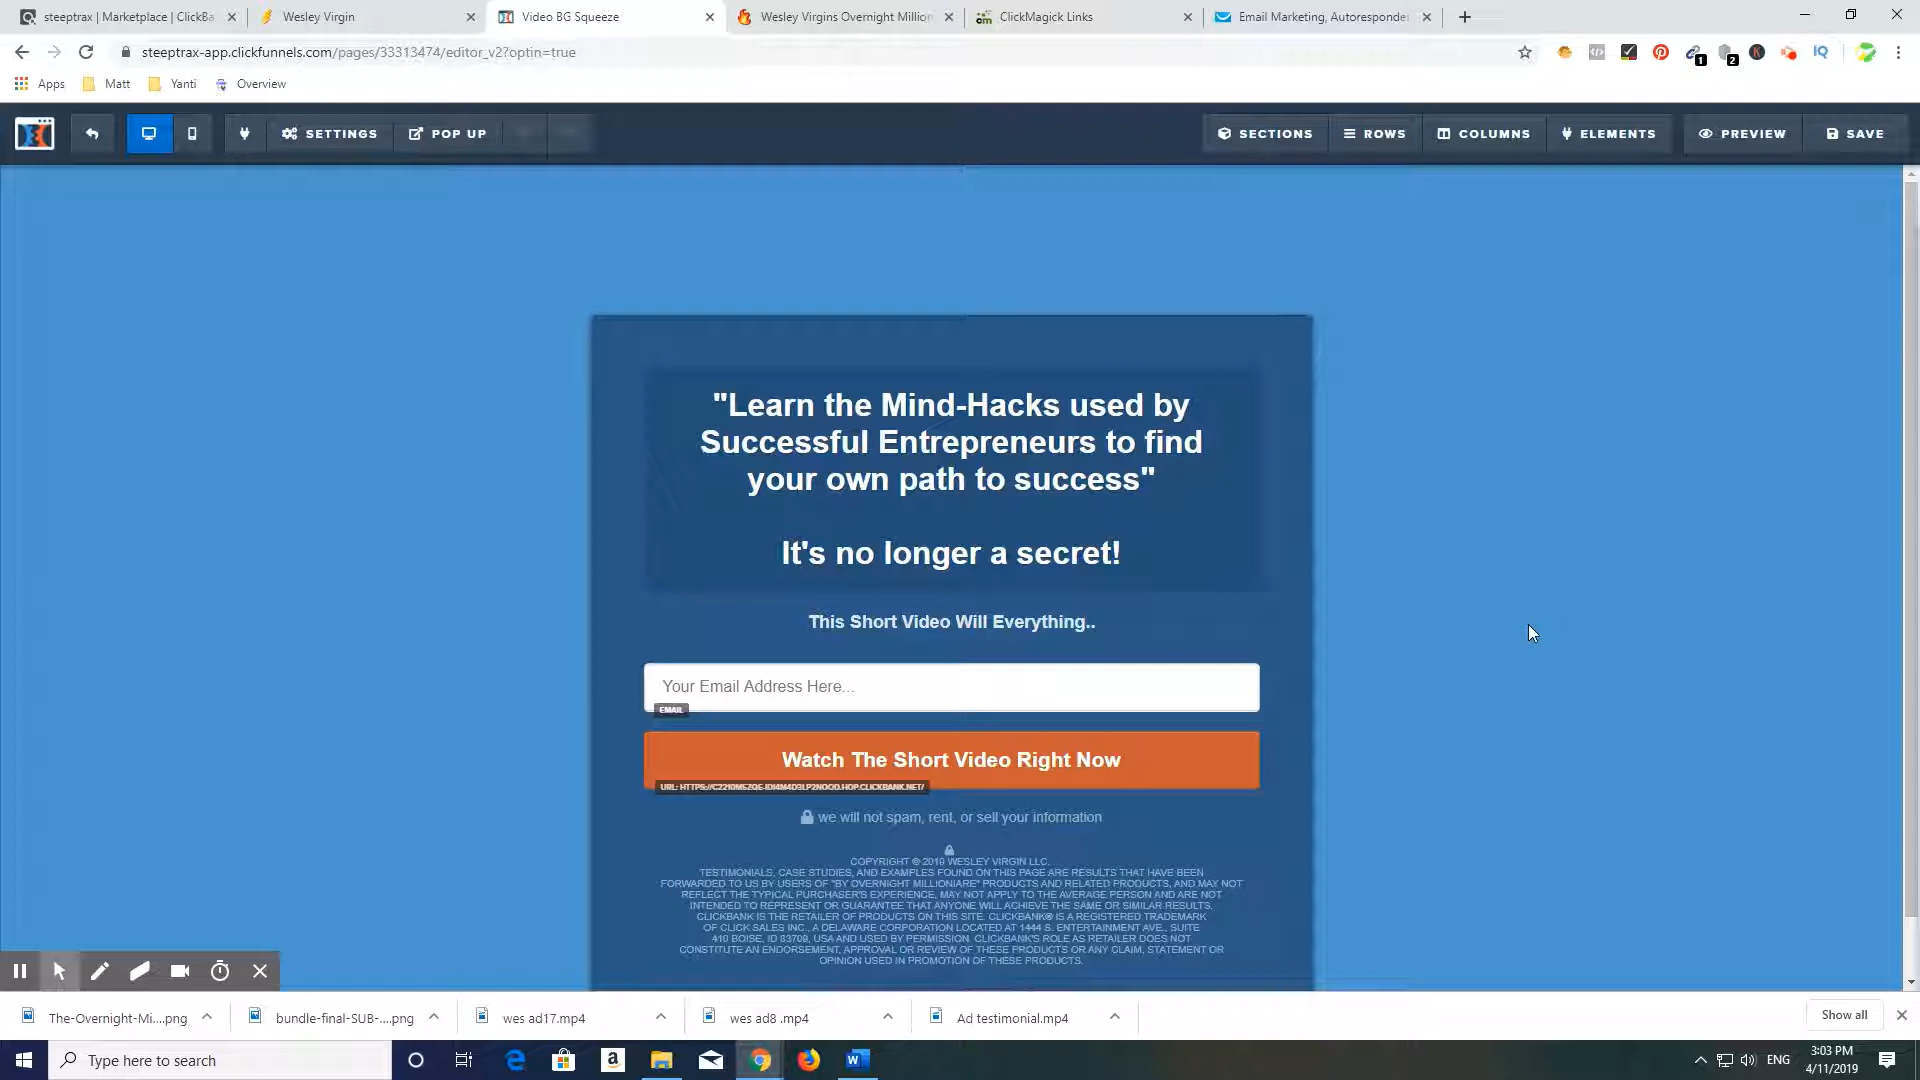 steeptrax | Marketplace | ClickBa
Wesley Virgin
Video BG Squeeze
Wesley Virgins Overnight Million
ClickMagick Links
Email Marketing, Autoresponde
steeptrax-app.clickfunnels.com/pages/33313474/editor_v2?optin=true
1
2
Apps
Matt
Yanti
Overview
SETTINGS
POP UP
SECTIONS
ROWS
COLUMNS
ELEMENTS
PREVIEW
SAVE
"Learn the Mind-Hacks used by
Successful Entrepreneurs to find
your own path to success"
It's no longer a secret!
This Short Video Will Everything..
Your Email Address Here...
EMAIL
Watch The Short Video Right Now
we will not spam, rent, or sell your information
COPYRIGHT © 2019 WESLEY VIRGIN LLC.
TESTIMONIALS, CASE STUDIES, AND EXAMPLES FOUND ON THIS PAGE ARE RESULTS THAT HAVE BEEN
FORWARDED TO US BY USERS OF "BY OVERNIGHT MILLIONIARE" PRODUCTS AND RELATED PRODUCTS, AND MAY NOT
REFLECT THE TYPICAL PURCHASER'S EXPERIENCE, MAY NOT APPLY TO THE AVERAGE PERSON AND ARE NOT
INTENDED TO REPRESENT OR GUARANTEE THAT ANYONE WILL ACHIEVE THE SAME OR SIMILAR RESULTS.
CLICKBANK IS THE RETAILER OF PRODUCTS ON THIS SITE. CLICKBANK® IS A REGISTERED TRADEMARK
OF CLICK SALES INC., A DELAWARE CORPORATION LOCATED AT 1444 S. ENTERTAINMENT AVE., SUITE
410 BOISE, ID 83709, USA AND USED BY PERMISSION. CLICKBANK'S ROLE AS RETAILER DOES NOT
CONSTITUTE AN ENDORSEMENT, APPROVAL OR REVIEW OF THESE PRODUCTS OR ANY CLAIM, STATEMENT OR
OPINION USED IN PROMOTION OF THESE PRODUCTS.
The-Overnight-Mi....png
bundle-final-SUB-....png
wes ad17.mp4
wes ad8 .mp4
Ad testimonial.mp4
Show all
Type here to search
ENG
3:03 PM
4/11/2019